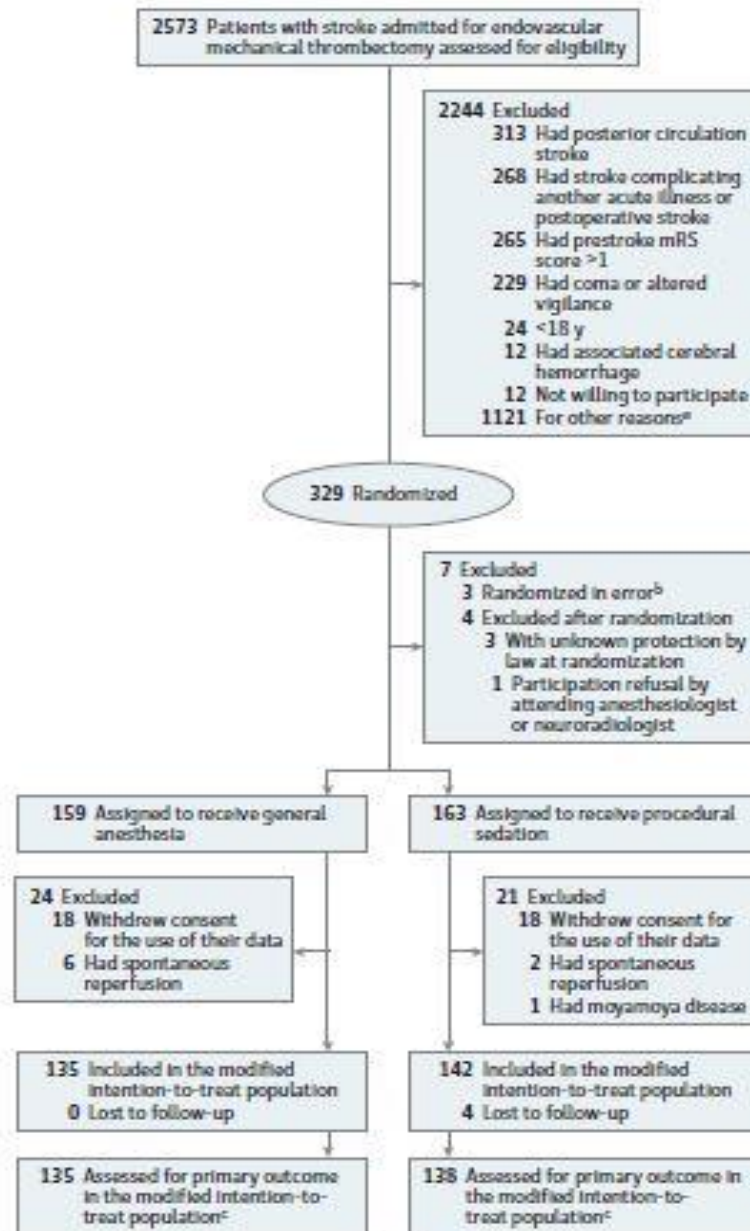 2573 Patients with stroke admitted for endovascular
mechanical thrombectomy assessed for eligibility
2244 Excluded
313 Had posterior circulation
stroke
268 Had stroke complicating
another acute illness or
postoperative stroke
265 Had prestroke mRS
score >1
229 Had coma or altered
vigilance
24 <18 y
12 Had associated cerebral
hemorrhage
12 Not willing to participate
1121 For other reasonsᵃ
329 Randomized
7 Excluded
3 Randomized in errorᵇ
4 Excluded after randomization
3 With unknown protection by
law at randomization
1 Participation refusal by
attending anesthesiologist
or neuroradiologist
159 Assigned to receive general
anesthesia
163 Assigned to receive procedural
sedation
24 Excluded
18 Withdrew consent
for the use of their data
6 Had spontaneous
reperfusion
21 Excluded
18 Withdrew consent for
the use of their data
2 Had spontaneous
reperfusion
1 Had moyamoya disease
135 Included in the modified
intention-to-treat population
0 Lost to follow-up
142 Included in the modified
intention-to-treat population
4 Lost to follow-up
135 Assessed for primary outcome
in the modified intention-to-
treat populationᶜ
138 Assessed for primary outcome in
the modified intention-to-
treat populationᶜ